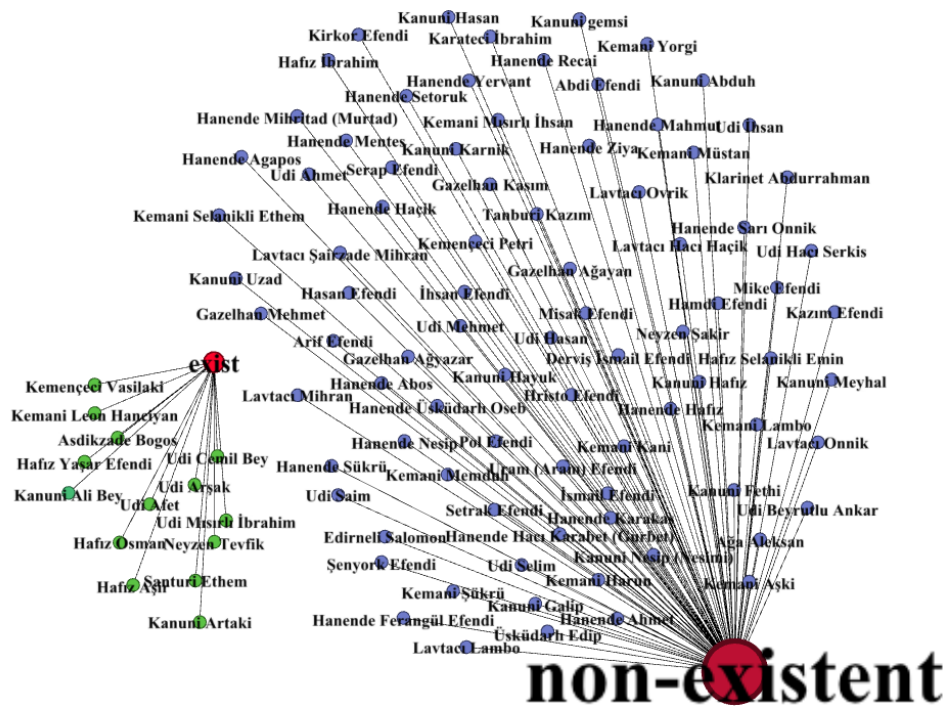 Kanuni Hasan
Kanuni gemsi
Kirkor Efendi
Karateci İbrahim
Kemani Yorgi
Hafız İbrahim
Hanende Recai
Hanende Yervant
Abdi Efendi
Kanuni Abduh
Hanende Setoruk
Hanende Mihritad (Murtad)
Kemani Mısırlı İhsan
Hanende Mahmut
Udi İhsan
Hanende Mentes
Kanuni Karnik
Hanende Ziya
Kemani Müstan
Hanende Agapos
Udi Ahmet
Serap Efendi
Klarinet Abdurrahman
Gazelhan Kasım
Lavtacı Ovrik
Hanende Haçik
Kemani Selanikli Ethem
Tanburi Kazım
Hanende Sarı Onnik
Kemençeci Petri
Lavtacı Hacı Haçik
Udi Hacı Serkis
Lavtacı Şairzade Mihran
Gazelhan Ağayan
Kanuni Uzad
Mike Efendi
Hasan Efendi
İhsan Efendi
Hamdi Efendi
Gazelhan Mehmet
Misak Efendi
Kazım Efendi
Udi Mehmet
Neyzen Şakir
Arif Efendi
Udi Hasan
exist
Gazelhan Ağyazar
Derviş İsmail Efendi
Hafız Selanikli Emin
Kemençeci Vasilaki
Hanende Abos
Kanuni Hayuk
Kanuni Hafız
Kanuni Meyhal
Lavtacı Mihran
Hristo Efendi
Hanende Üsküdarlı Oseb
Hanende Hafız
Kemani Leon Hanciyan
Kemani Lambo
Asdikzade Bogos
Hanende Nesip
Pol Efendi
Kemani Kani
Lavtacı Onnik
Hafız Yaşar Efendi
Udi Cemil Bey
Hanende Sükrü
Kemani Memduh
Uram (Aram) Efendi
Udi Arşak
Kanuni Ali Bey
Udi Saim
İsmail Efendi
Kanuni Fethi
Udi Afet
Setrak Efendi
Hanende Karakaş
Udi Beyrutlu Ankar
Udi Mısırlı İbrahim
Edirneli Salomon
Hanende Hacı Karabet (Gurbet)
Ağa Aleksan
Hafız Osman
Neyzen Tevfik
Kanuni Nesip (Nesimi)
Şenyork Efendi
Udi Selim
Kemani Harun
Kemani Aşki
Hafız Aşir
Santuri Ethem
Kemani Şükrü
Kanuni Galip
Kanuni Artaki
Hanende Ferangül Efendi
Hanende Ahmet
Üsküdarlı Edip
Lavtacı Lambo
non-existent